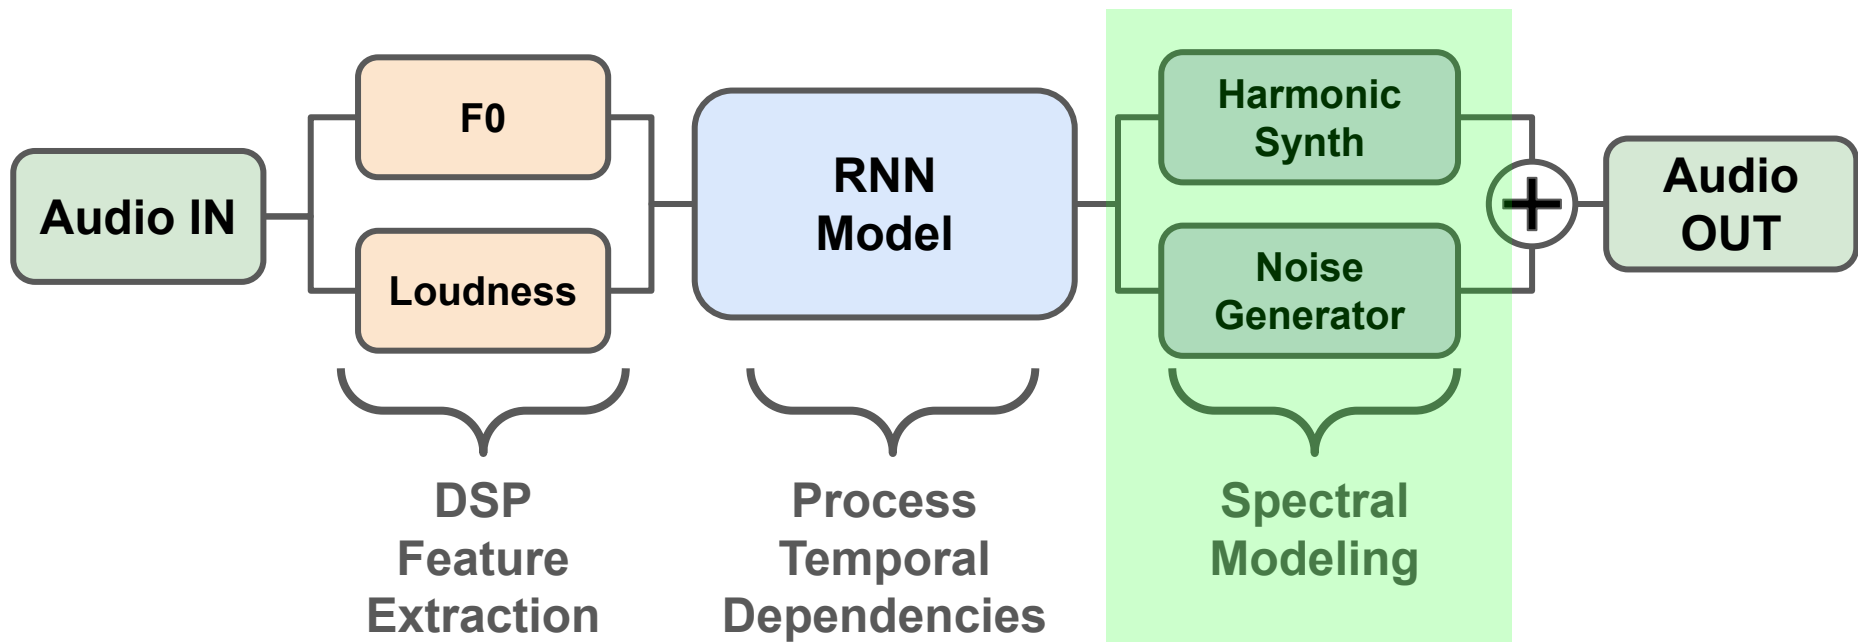 Audio IN
F0
Loudness
DSP
Feature
Extraction
RNN
Model
Process
Temporal
Dependencies
Harmonic
Synth
Noise
Generator
Spectral
Modeling
+
Audio
OUT